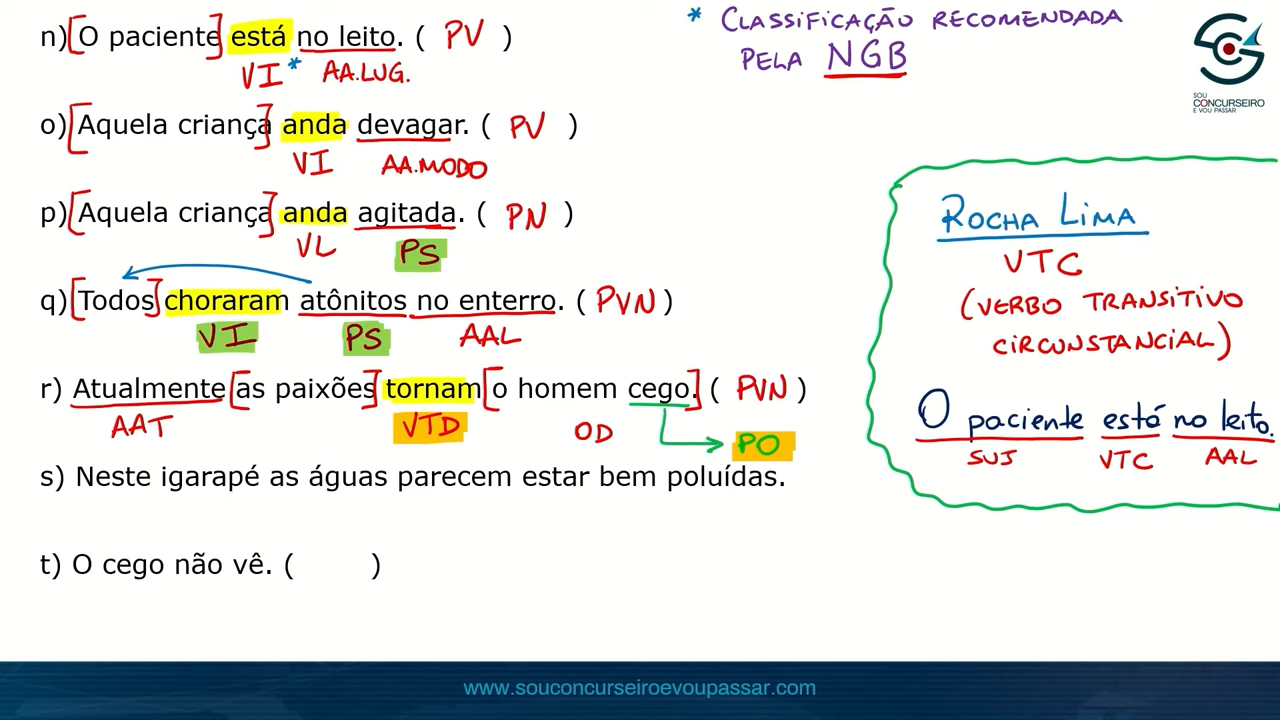 n) [O paciente] está no leito. ( PV )
VI* AA.LUG.
* CLASSIFICAÇÃO RECOMENDADA
PELA NGB
SOU
CONCURSEIRO
E VOU PASSAR
o) [Aquela criança] anda devagar. ( PV )
VI AA.MODO
p) [Aquela criança] anda agitada. ( PN )
VL PS
q) [Todos] choraram atônitos no enterro. ( PVN )
VI PS AAL
r) Atualmente [as paixões] tornam [o homem cego.] ( PVN )
AAT VTD OD PO
s) Neste igarapé as águas parecem estar bem poluídas.
t) O cego não vê. ( )
ROCHA LIMA
VTC
(VERBO TRANSITIVO
CIRCUNSTANCIAL)
O paciente está no leito.
SUJ VTC AAL
www.souconcurseiroevoupassar.com